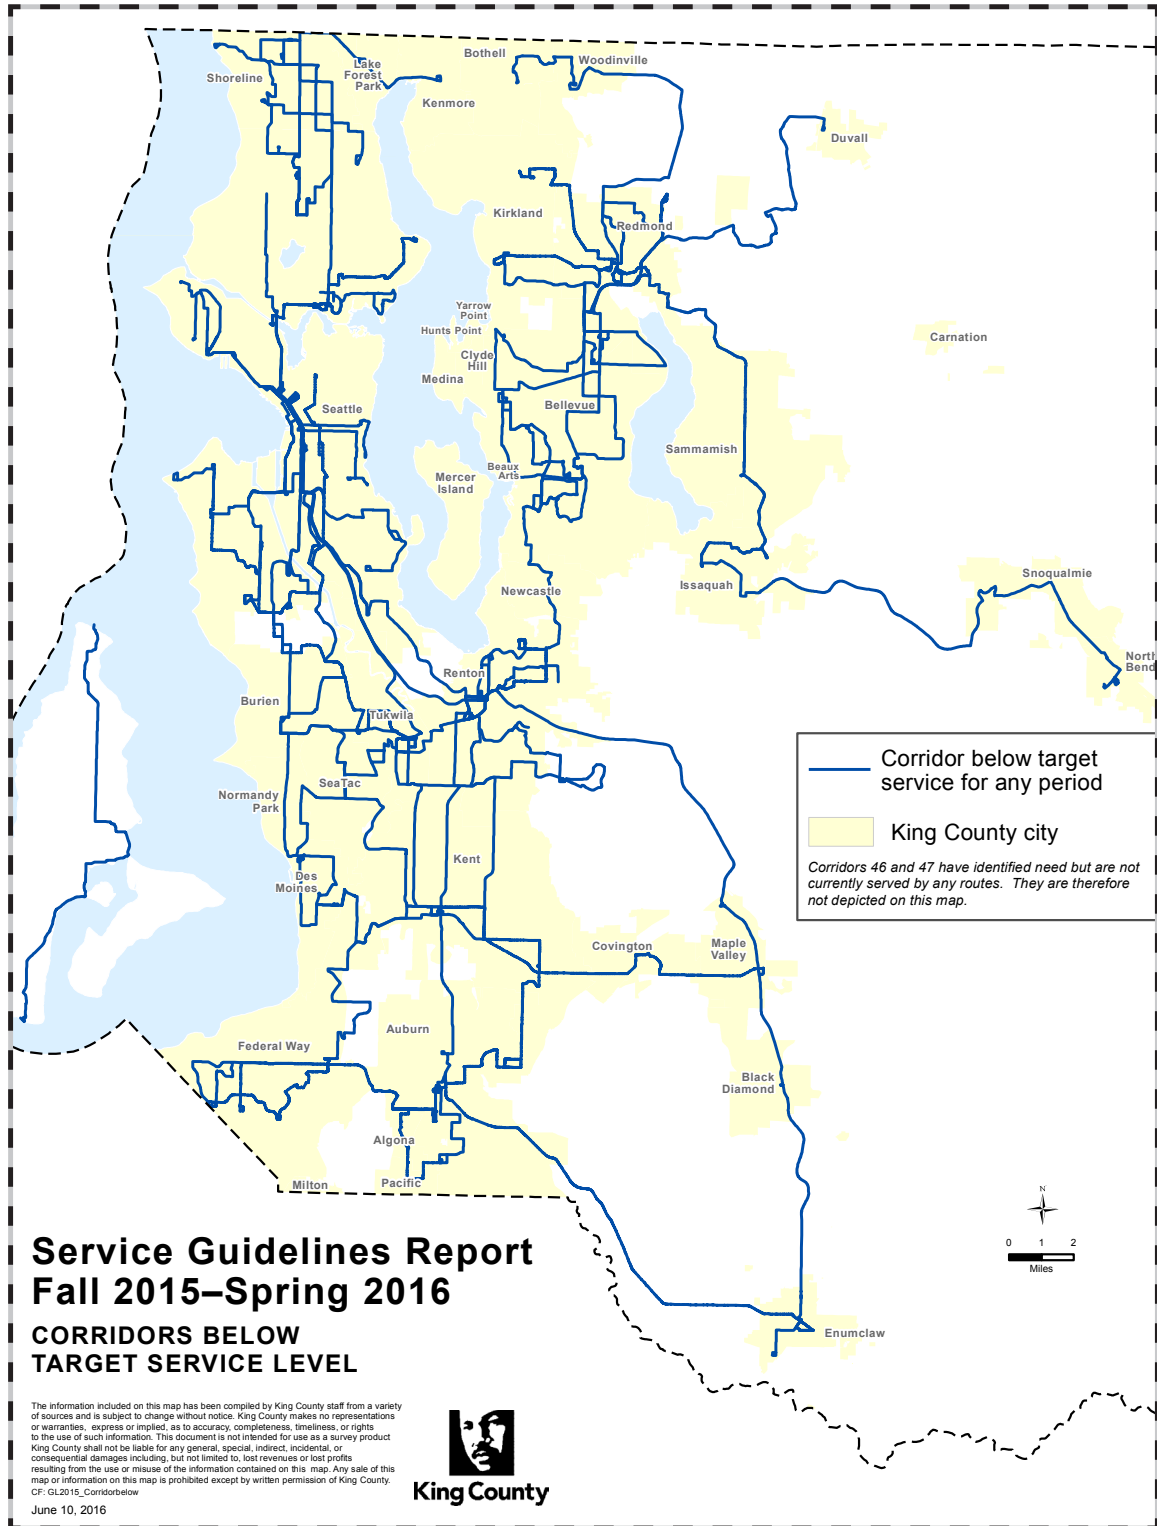 Bothell
Woodinville
Shoreline
Lake
Forest
Park
Kenmore
Duvall
Kirkland
Redmond
Yarrow
Point
Hunts Point
Carnation
Clyde
Hill
Medina
Seattle
Bellevue
Sammamish
Beaux
Arts
Mercer
Island
Snoqualmie
Issaquah
Newcastle
North
Bend
Renton
Burien
Tukwila
SeaTac
Normandy
Park
Kent
Des
Moines
Covington
Maple
Valley
Auburn
Federal Way
Black
Diamond
Algona
Milton
Pacific
Enumclaw
Corridor below target
service for any period
King County city
Corridors 46 and 47 have identified need but are not
currently served by any routes.  They are therefore
not depicted on this map.
N
0 1 2
Miles
Service Guidelines Report
Fall 2015–Spring 2016
CORRIDORS BELOW
TARGET SERVICE LEVEL
The information included on this map has been compiled by King County staff from a variety
of sources and is subject to change without notice. King County makes no representations
or warranties,  express or implied, as to accuracy, completeness, timeliness, or rights
to the use of such information. This document is not intended for use as a survey product
King County shall not be liable for any general, special, indirect, incidental, or
consequential damages including, but not limited to, lost revenues or lost profits
resulting from the use or misuse of the information contained on this  map. Any sale of this
map or information on this map is prohibited except by written permission of King County.
CF: GL2015_Corridorbelow
June 10, 2016
King County